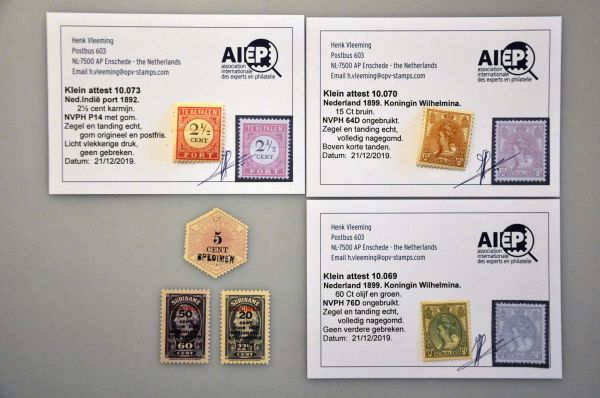 Henk Vleeming
Postbus 603
NL-7500 AP Enschede - the Netherlands
Email h.vleeming@opv-stamps.com
AIEP
association
internationale
des experts en philatelie
Klein attest 10.073
Ned.Indië port 1892.
2½ cent karmijn.
NVPH P14 met gom.
Zegel en tanding echt,
gom origineel en postfris.
Licht vlekkerige druk,
geen gebreken.
Datum: 21/12/2019.
TE BETALEN
2½
CENT
PORT
TE BETALEN
2½
CENT
PORT
Henk Vleeming
Postbus 603
NL-7500 AP Enschede - the Netherlands
Email h.vleeming@opv-stamps.com
AIEP
association
internationale
des experts en philatelie
Klein attest 10.070
Nederland 1899. Koningin Wilhelmina.
15 Ct bruin.
NVPH 64D ongebruikt.
Zegel en tanding echt,
volledig nagegomd.
Boven korte tanden.
Datum: 21/12/2019.
5
CENT
SPECIMEN
SURINAME
50
60
CENT
SURINAME
20
22½
CENT
Henk Vleeming
Postbus 603
NL-7500 AP Enschede - the Netherlands
Email h.vleeming@opv-stamps.com
AIEP
association
internationale
des experts en philatelie
Klein attest 10.069
Nederland 1899. Koningin Wilhelmina.
60 Ct olijf en groen.
NVPH 76D ongebruikt.
Zegel en tanding echt,
volledig nagegomd.
Geen verdere gebreken.
Datum: 21/12/2019.